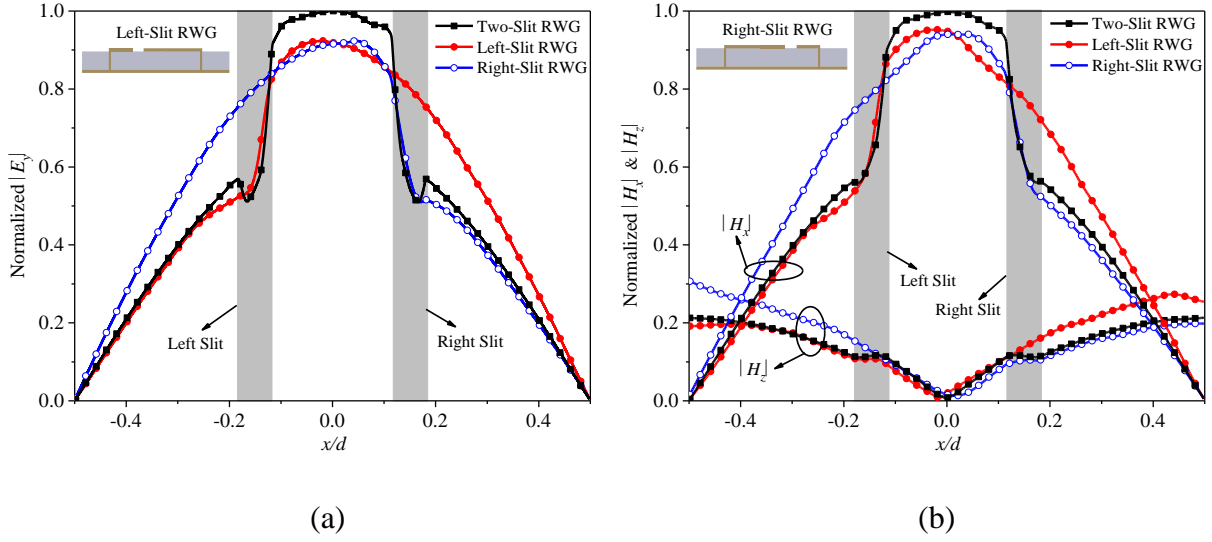 Left-Slit RWG
Two-Slit RWG
Left-Slit RWG
Right-Slit RWG
Normalized |E_y|
1.0
0.8
0.6
0.4
0.2
0.0
Left Slit
Right Slit
-0.4 -0.2 0.0 0.2 0.4
x/d
(a)
Right-Slit RWG
Two-Slit RWG
Left-Slit RWG
Right-Slit RWG
Normalized |H_x| & |H_z|
1.0
0.8
0.6
0.4
0.2
0.0
|H_x|
Left Slit
Right Slit
|H_z|
-0.4 -0.2 0.0 0.2 0.4
x/d
(b)